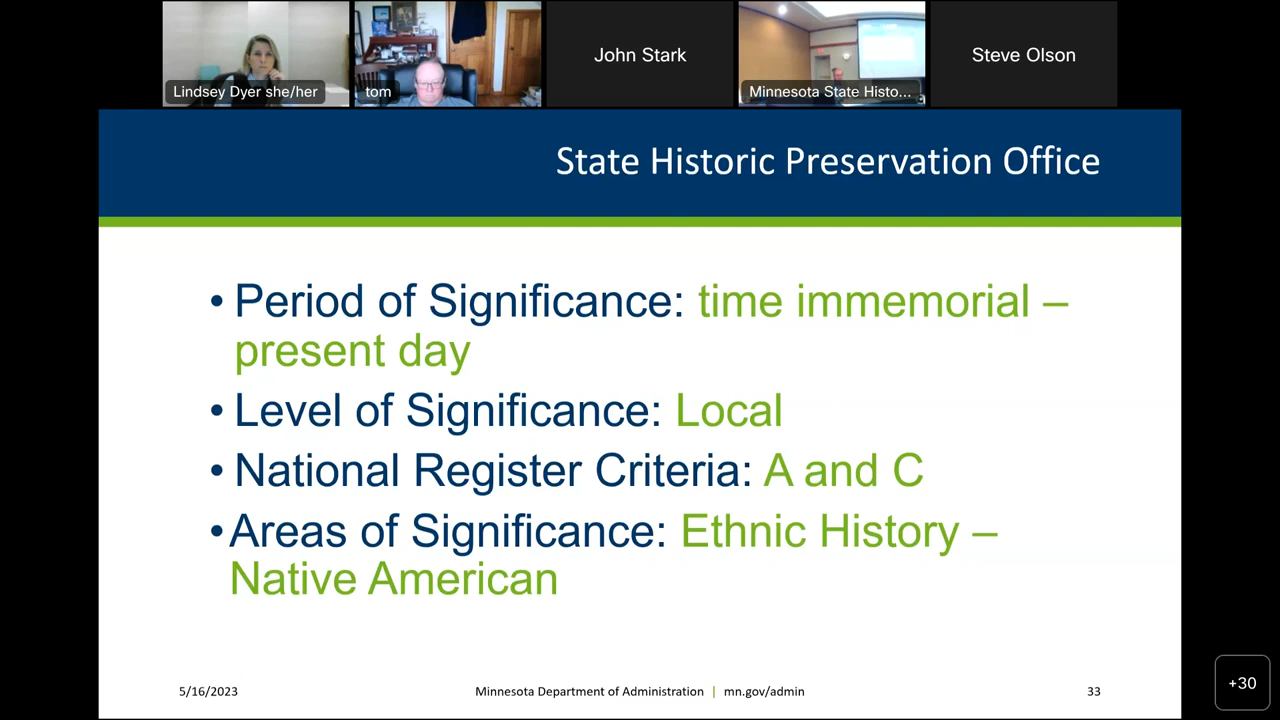 Lindsey Dyer she/her
tom
John Stark
Minnesota State Histo...
Steve Olson
State Historic Preservation Office
• Period of Significance: time immemorial –
present day
• Level of Significance: Local
• National Register Criteria: A and C
• Areas of Significance: Ethnic History –
Native American
5/16/2023
Minnesota Department of Administration | mn.gov/admin
33
+30